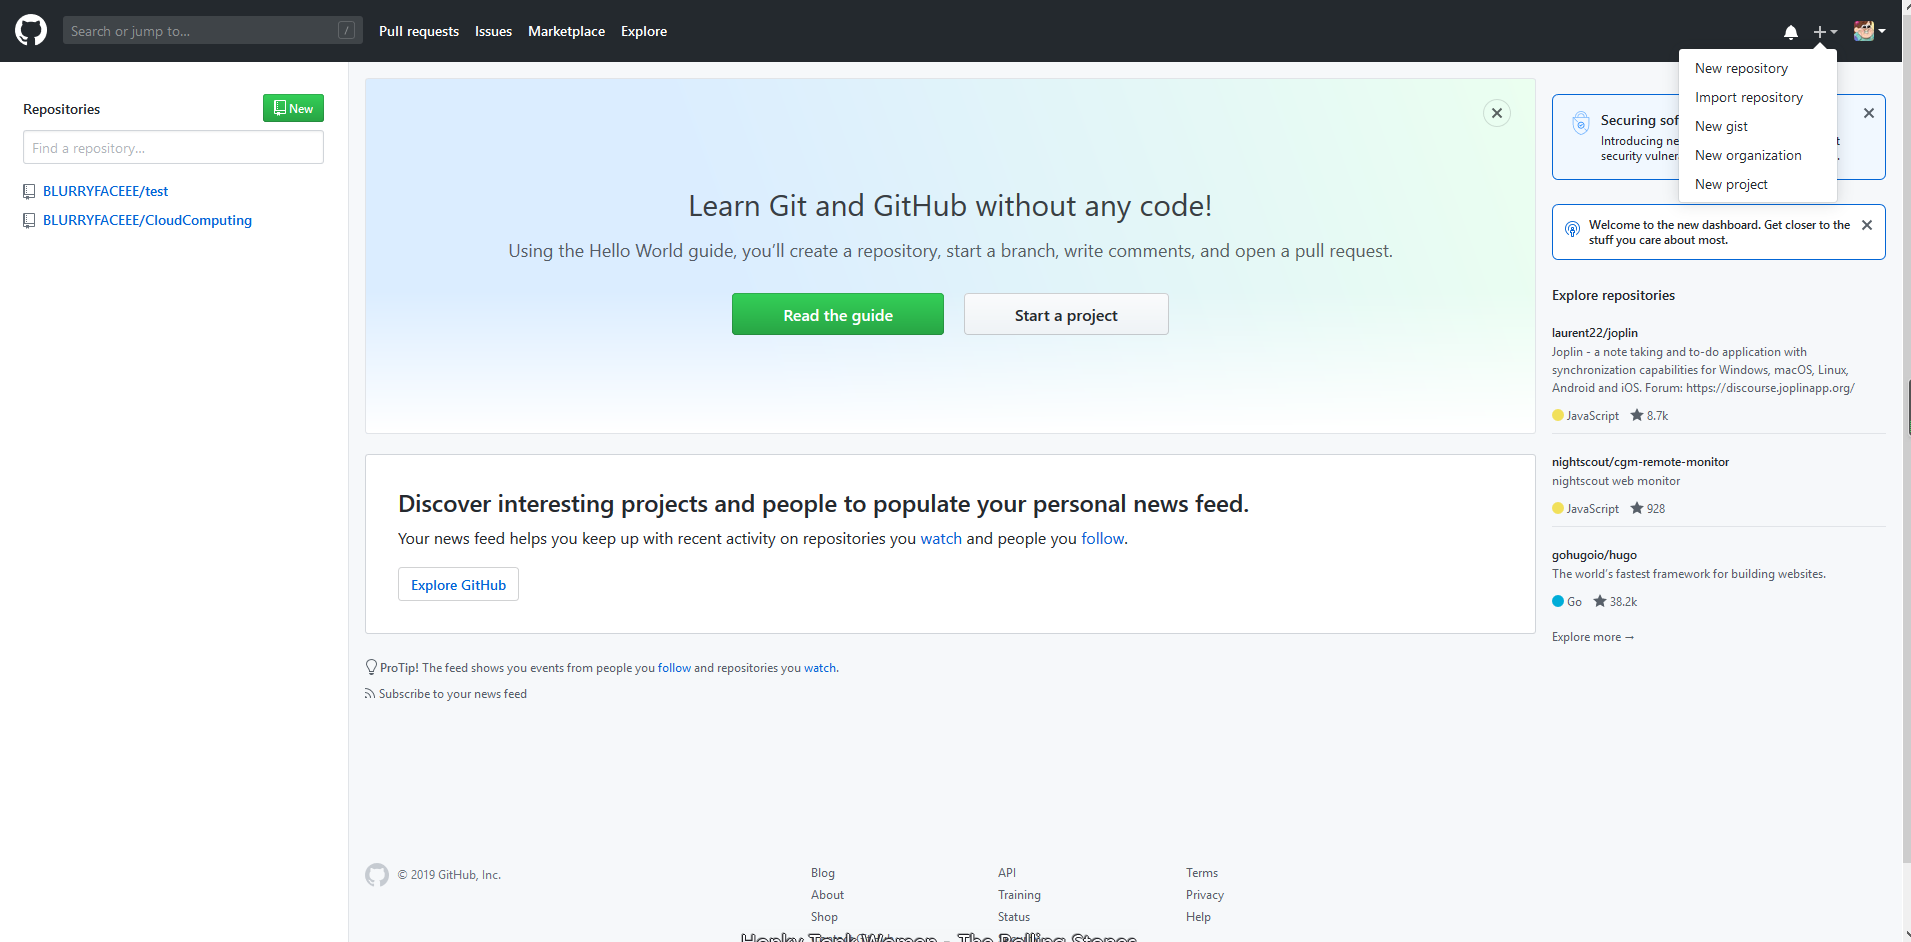 Search or jump to... /
Pull requests Issues Marketplace Explore
New repository
Import repository
New gist
New organization
New project
Repositories New
Find a repository...
BLURRYFACEEE/test
BLURRYFACEEE/CloudComputing
Learn Git and GitHub without any code!
Using the Hello World guide, you’ll create a repository, start a branch, write comments, and open a pull request.
Read the guide Start a project
Discover interesting projects and people to populate your personal news feed.
Your news feed helps you keep up with recent activity on repositories you watch and people you follow.
Explore GitHub
ProTip! The feed shows you events from people you follow and repositories you watch.
Subscribe to your news feed
Securing
Introducing
security
Welcome to the new dashboard. Get closer to the
stuff you care about most.
Explore repositories
laurent22/joplin
Joplin - a note taking and to-do application with
synchronization capabilities for Windows, macOS, Linux,
Android and iOS. Forum: https://discourse.joplinapp.org/
JavaScript 8.7k
nightscout/cgm-remote-monitor
nightscout web monitor
JavaScript 928
gohugoio/hugo
The world’s fastest framework for building websites.
Go 38.2k
Explore more →
© 2019 GitHub, Inc.
Blog API Terms
About Training Privacy
Shop Status Help
Honky Tonk Women - The Rolling Stones